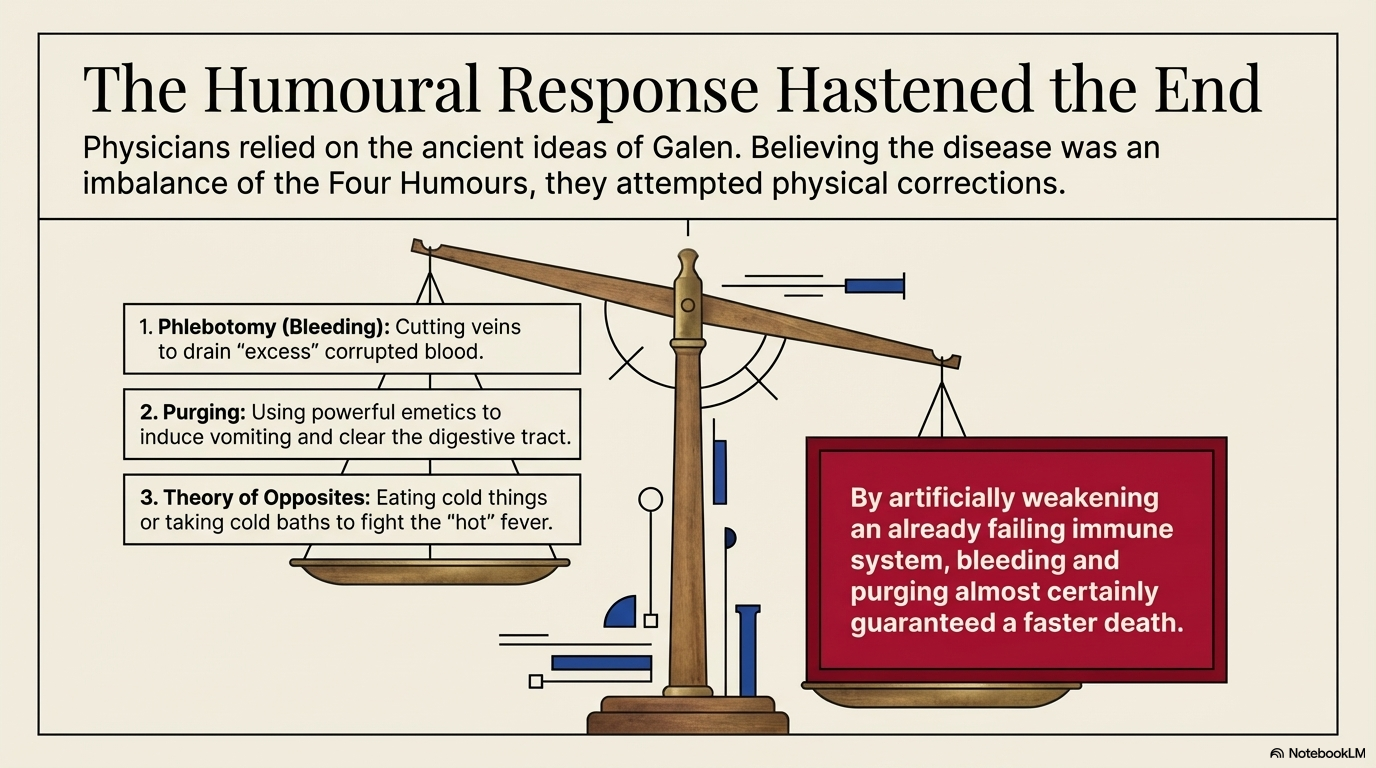 The Humoural Response Hastened the End
Physicians relied on the ancient ideas of Galen. Believing the disease was an
imbalance of the Four Humours, they attempted physical corrections.
1. Phlebotomy (Bleeding): Cutting veins
to drain “excess” corrupted blood.
2. Purging: Using powerful emetics to
induce vomiting and clear the digestive tract.
3. Theory of Opposites: Eating cold things
or taking cold baths to fight the “hot” fever.
By artificially weakening
an already failing immune
system, bleeding and
purging almost certainly
guaranteed a faster death.
NotebookLM